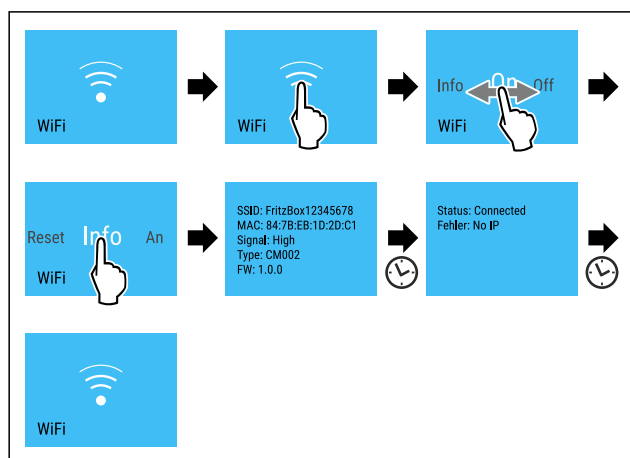 WiFi
WiFi
Info On Off
WiFi
Reset Info An
WiFi
SSID: FritzBox12345678
MAC: 84:7B:EB:1D:2D:C1
Signal: High
Type: CM002
FW: 1.0.0
Status: Connected
Fehler: No IP
WiFi